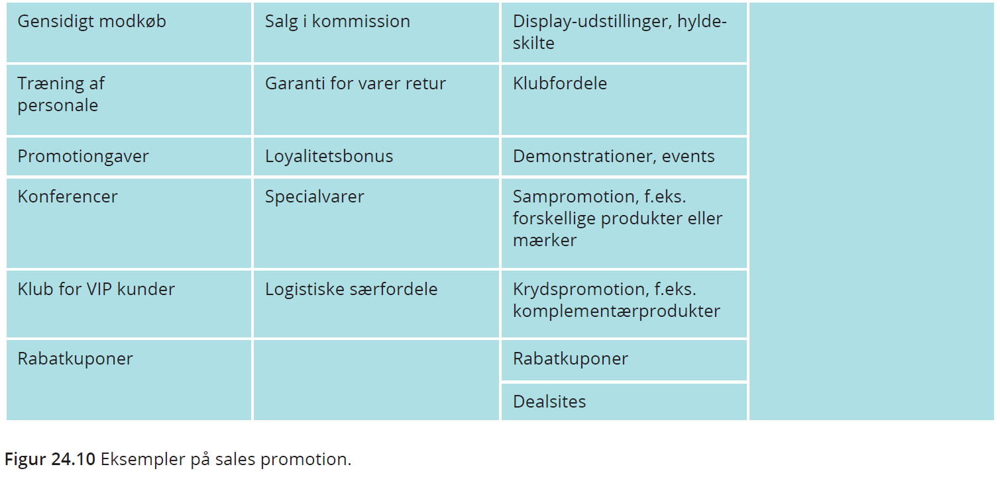 Gensidigt modkøb
Salg i kommission
Display-udstillinger, hylde-
skilte
Træning af
personale
Garanti for varer retur
Klubfordele
Promotiongaver
Loyalitetsbonus
Demonstrationer, events
Konferencer
Specialvarer
Sampromotion, f.eks.
forskellige produkter eller
mærker
Klub for VIP kunder
Logistiske særfordele
Krydspromotion, f.eks.
komplementærprodukter
Rabatkuponer
Rabatkuponer
Dealsites
Figur 24.10 Eksempler på sales promotion.